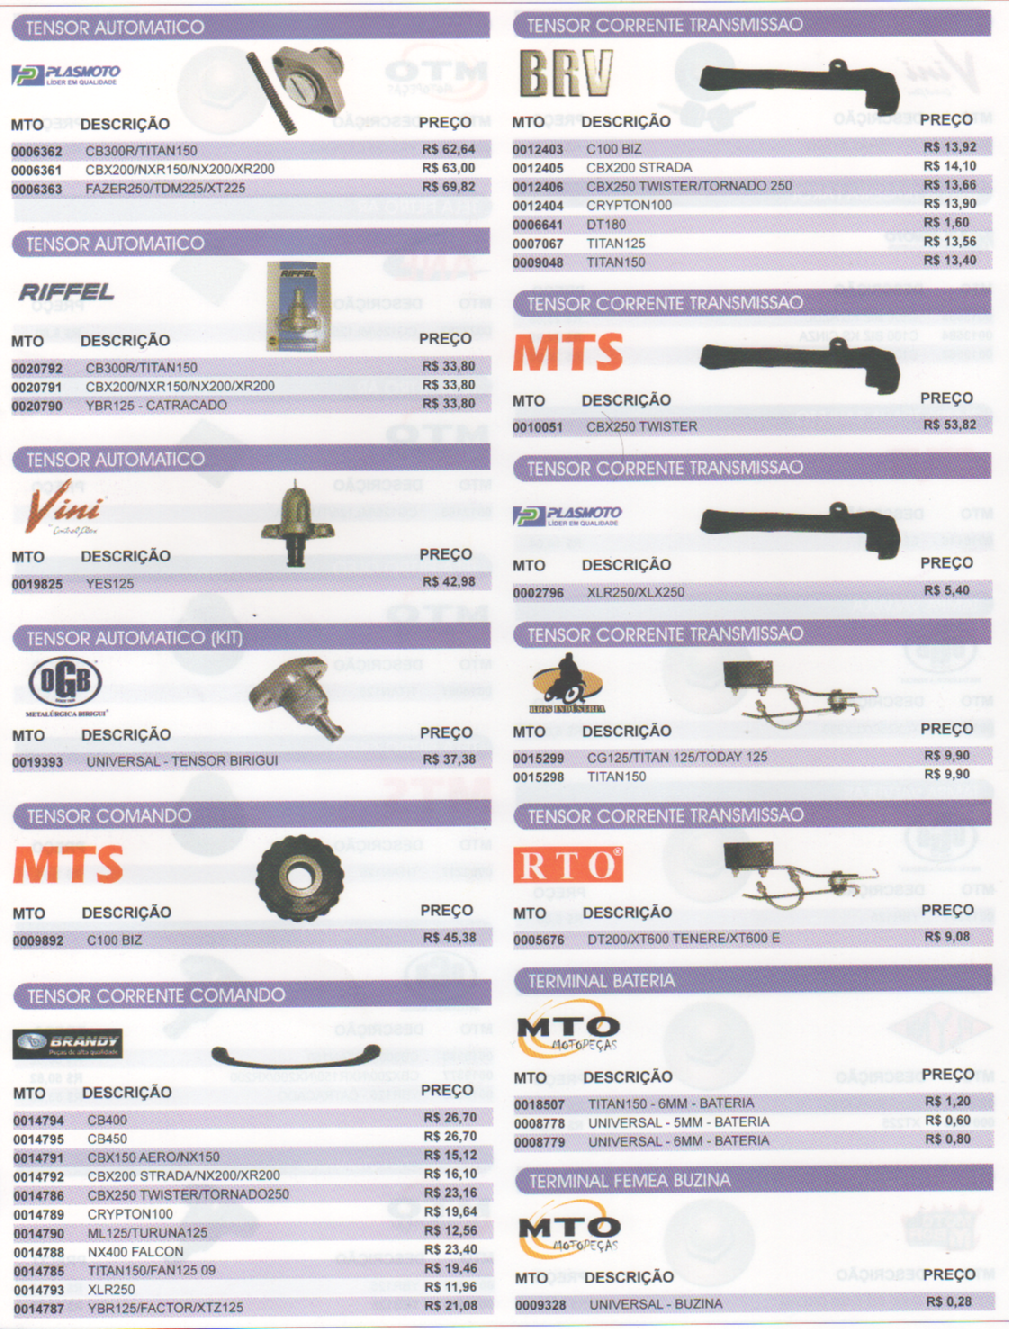 TENSOR AUTOMATICO
PLASMOTO
LÍDER EM QUALIDADE
MTO DESCRIÇÃO PREÇO
0006362 CB300R/TITAN150 R$ 62,64
0006361 CBX200/NXR150/NX200/XR200 R$ 63,00
0006363 FAZER250/TDM225/XT225 R$ 69,82
TENSOR AUTOMATICO
RIFFEL
RIFFEL
MTO DESCRIÇÃO PREÇO
0020792 CB300R/TITAN150 R$ 33,80
0020791 CBX200/NXR150/NX200/XR200 R$ 33,80
0020790 YBR125 - CATRACADO R$ 33,80
TENSOR AUTOMATICO
Vini
MTO DESCRIÇÃO PREÇO
0019825 YES125 R$ 42,98
TENSOR AUTOMATICO (KIT)
OGB
METALÚRGICA BIRIGUI
MTO DESCRIÇÃO PREÇO
0019393 UNIVERSAL - TENSOR BIRIGUI R$ 37,38
TENSOR COMANDO
MTS
MTO DESCRIÇÃO PREÇO
0009892 C100 BIZ R$ 45,38
TENSOR CORRENTE COMANDO
BRANDY
Peças de alta qualidade
MTO DESCRIÇÃO PREÇO
0014794 CB400 R$ 26,70
0014795 CB450 R$ 26,70
0014791 CBX150 AERO/NX150 R$ 15,12
0014792 CBX200 STRADA/NX200/XR200 R$ 16,10
0014786 CBX250 TWISTER/TORNADO250 R$ 23,16
0014789 CRYPTON100 R$ 19,64
0014790 ML125/TURUNA125 R$ 12,56
0014788 NX400 FALCON R$ 23,40
0014785 TITAN150/FAN125 09 R$ 19,46
0014793 XLR250 R$ 11,96
0014787 YBR125/FACTOR/XTZ125 R$ 21,08
TENSOR CORRENTE TRANSMISSAO
BRV
MTO DESCRIÇÃO PREÇO
0012403 C100 BIZ R$ 13,92
0012405 CBX200 STRADA R$ 14,10
0012406 CBX250 TWISTER/TORNADO 250 R$ 13,66
0012404 CRYPTON100 R$ 13,90
0006641 DT180 R$ 1,60
0007067 TITAN125 R$ 13,56
0009048 TITAN150 R$ 13,40
TENSOR CORRENTE TRANSMISSAO
MTS
MTO DESCRIÇÃO PREÇO
0010051 CBX250 TWISTER R$ 53,82
TENSOR CORRENTE TRANSMISSAO
PLASMOTO
LÍDER EM QUALIDADE
MTO DESCRIÇÃO PREÇO
0002796 XLR250/XLX250 R$ 5,40
TENSOR CORRENTE TRANSMISSAO
MTO DESCRIÇÃO PREÇO
0015299 CG125/TITAN 125/TODAY 125 R$ 9,90
0015298 TITAN150 R$ 9,90
TENSOR CORRENTE TRANSMISSAO
RTO®
MTO DESCRIÇÃO PREÇO
0005676 DT200/XT600 TENERE/XT600 E R$ 9,08
TERMINAL BATERIA
MTO
MOTOPEÇAS
MTO DESCRIÇÃO PREÇO
0018507 TITAN150 - 6MM - BATERIA R$ 1,20
0008778 UNIVERSAL - 5MM - BATERIA R$ 0,60
0008779 UNIVERSAL - 6MM - BATERIA R$ 0,80
TERMINAL FEMEA BUZINA
MTO
MOTOPEÇAS
MTO DESCRIÇÃO PREÇO
0009328 UNIVERSAL - BUZINA R$ 0,28